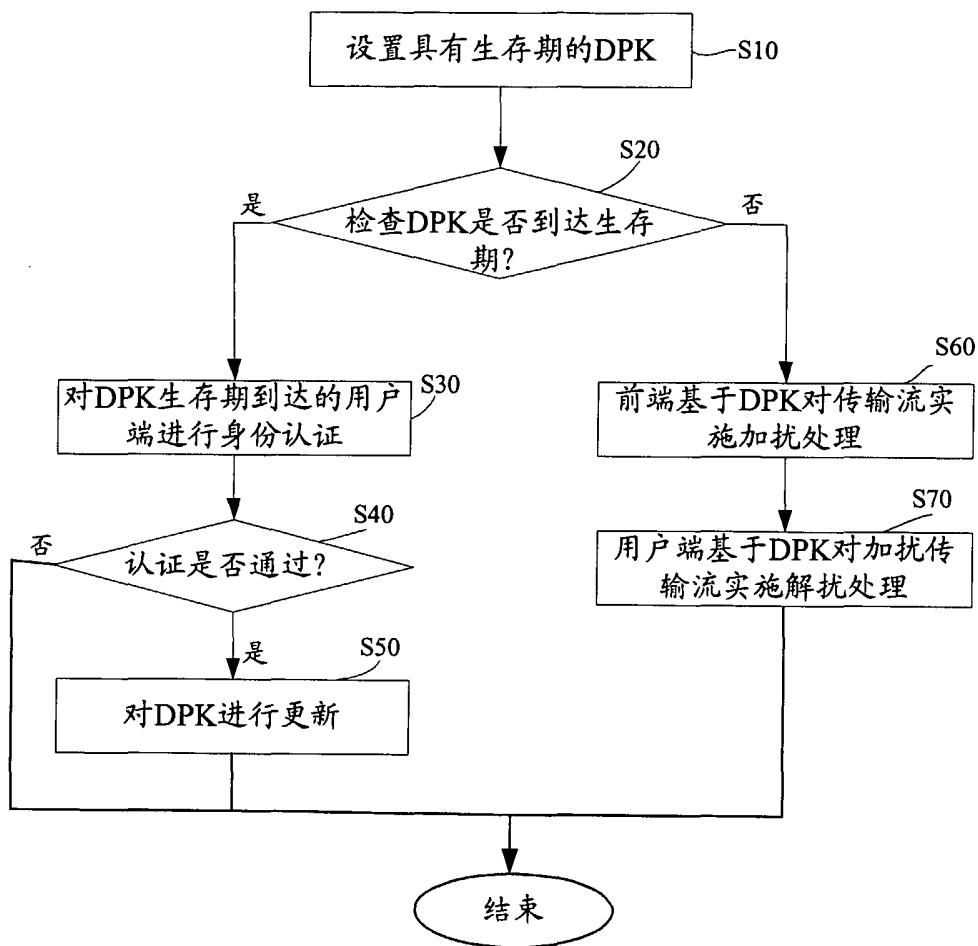 设置具有生存期的DPK
S10
S20
是
否
检查DPK是否到达生存
期?
S30
对DPK生存期到达的用户
端进行身份认证
S60
前端基于DPK对传输流实
施加扰处理
S40
否
认证是否通过?
S70
用户端基于DPK对加扰传
输流实施解扰处理
是
S50
对DPK进行更新
结束